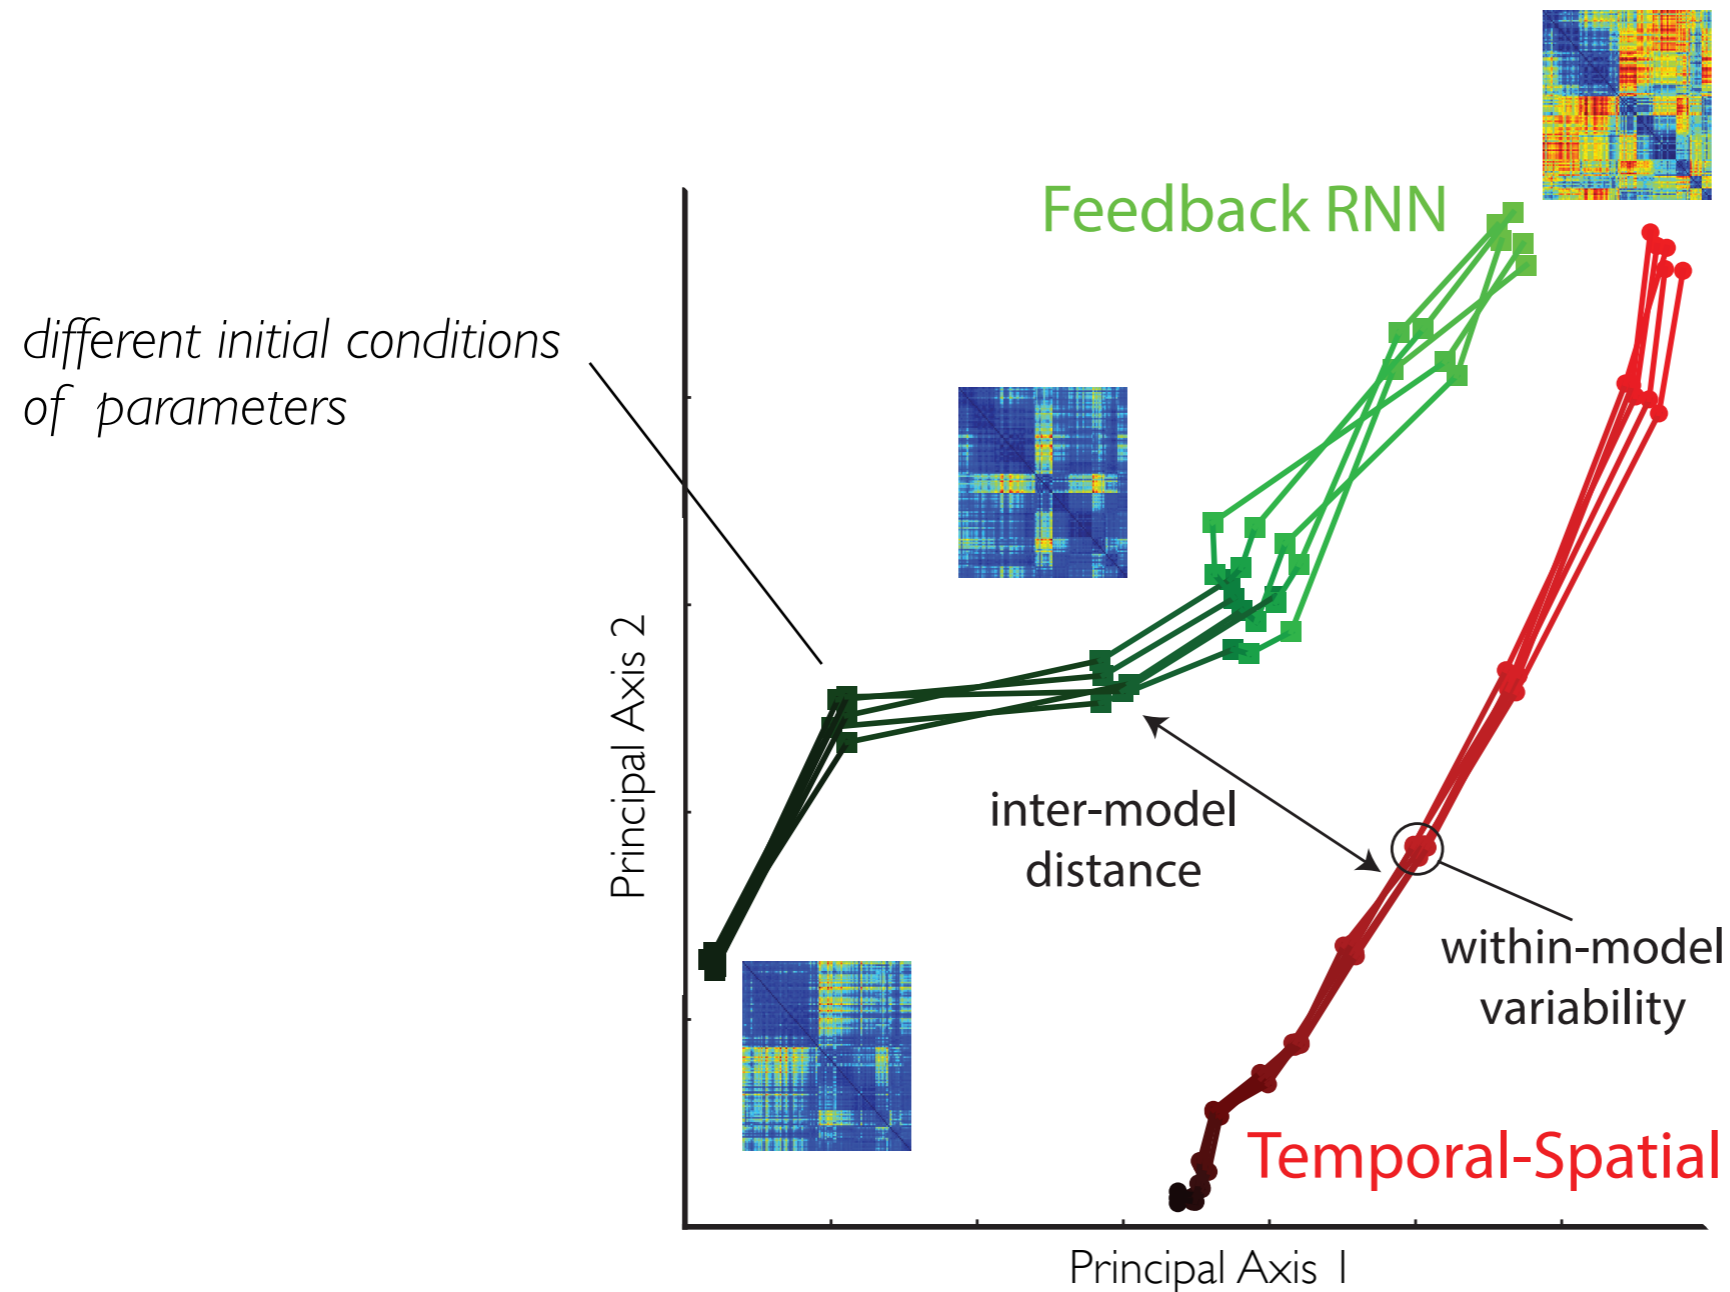 Feedback RNN
different initial conditions
of parameters
Principal Axis 2
inter-model
distance
within-model
variability
Temporal-Spatial
Principal Axis 1